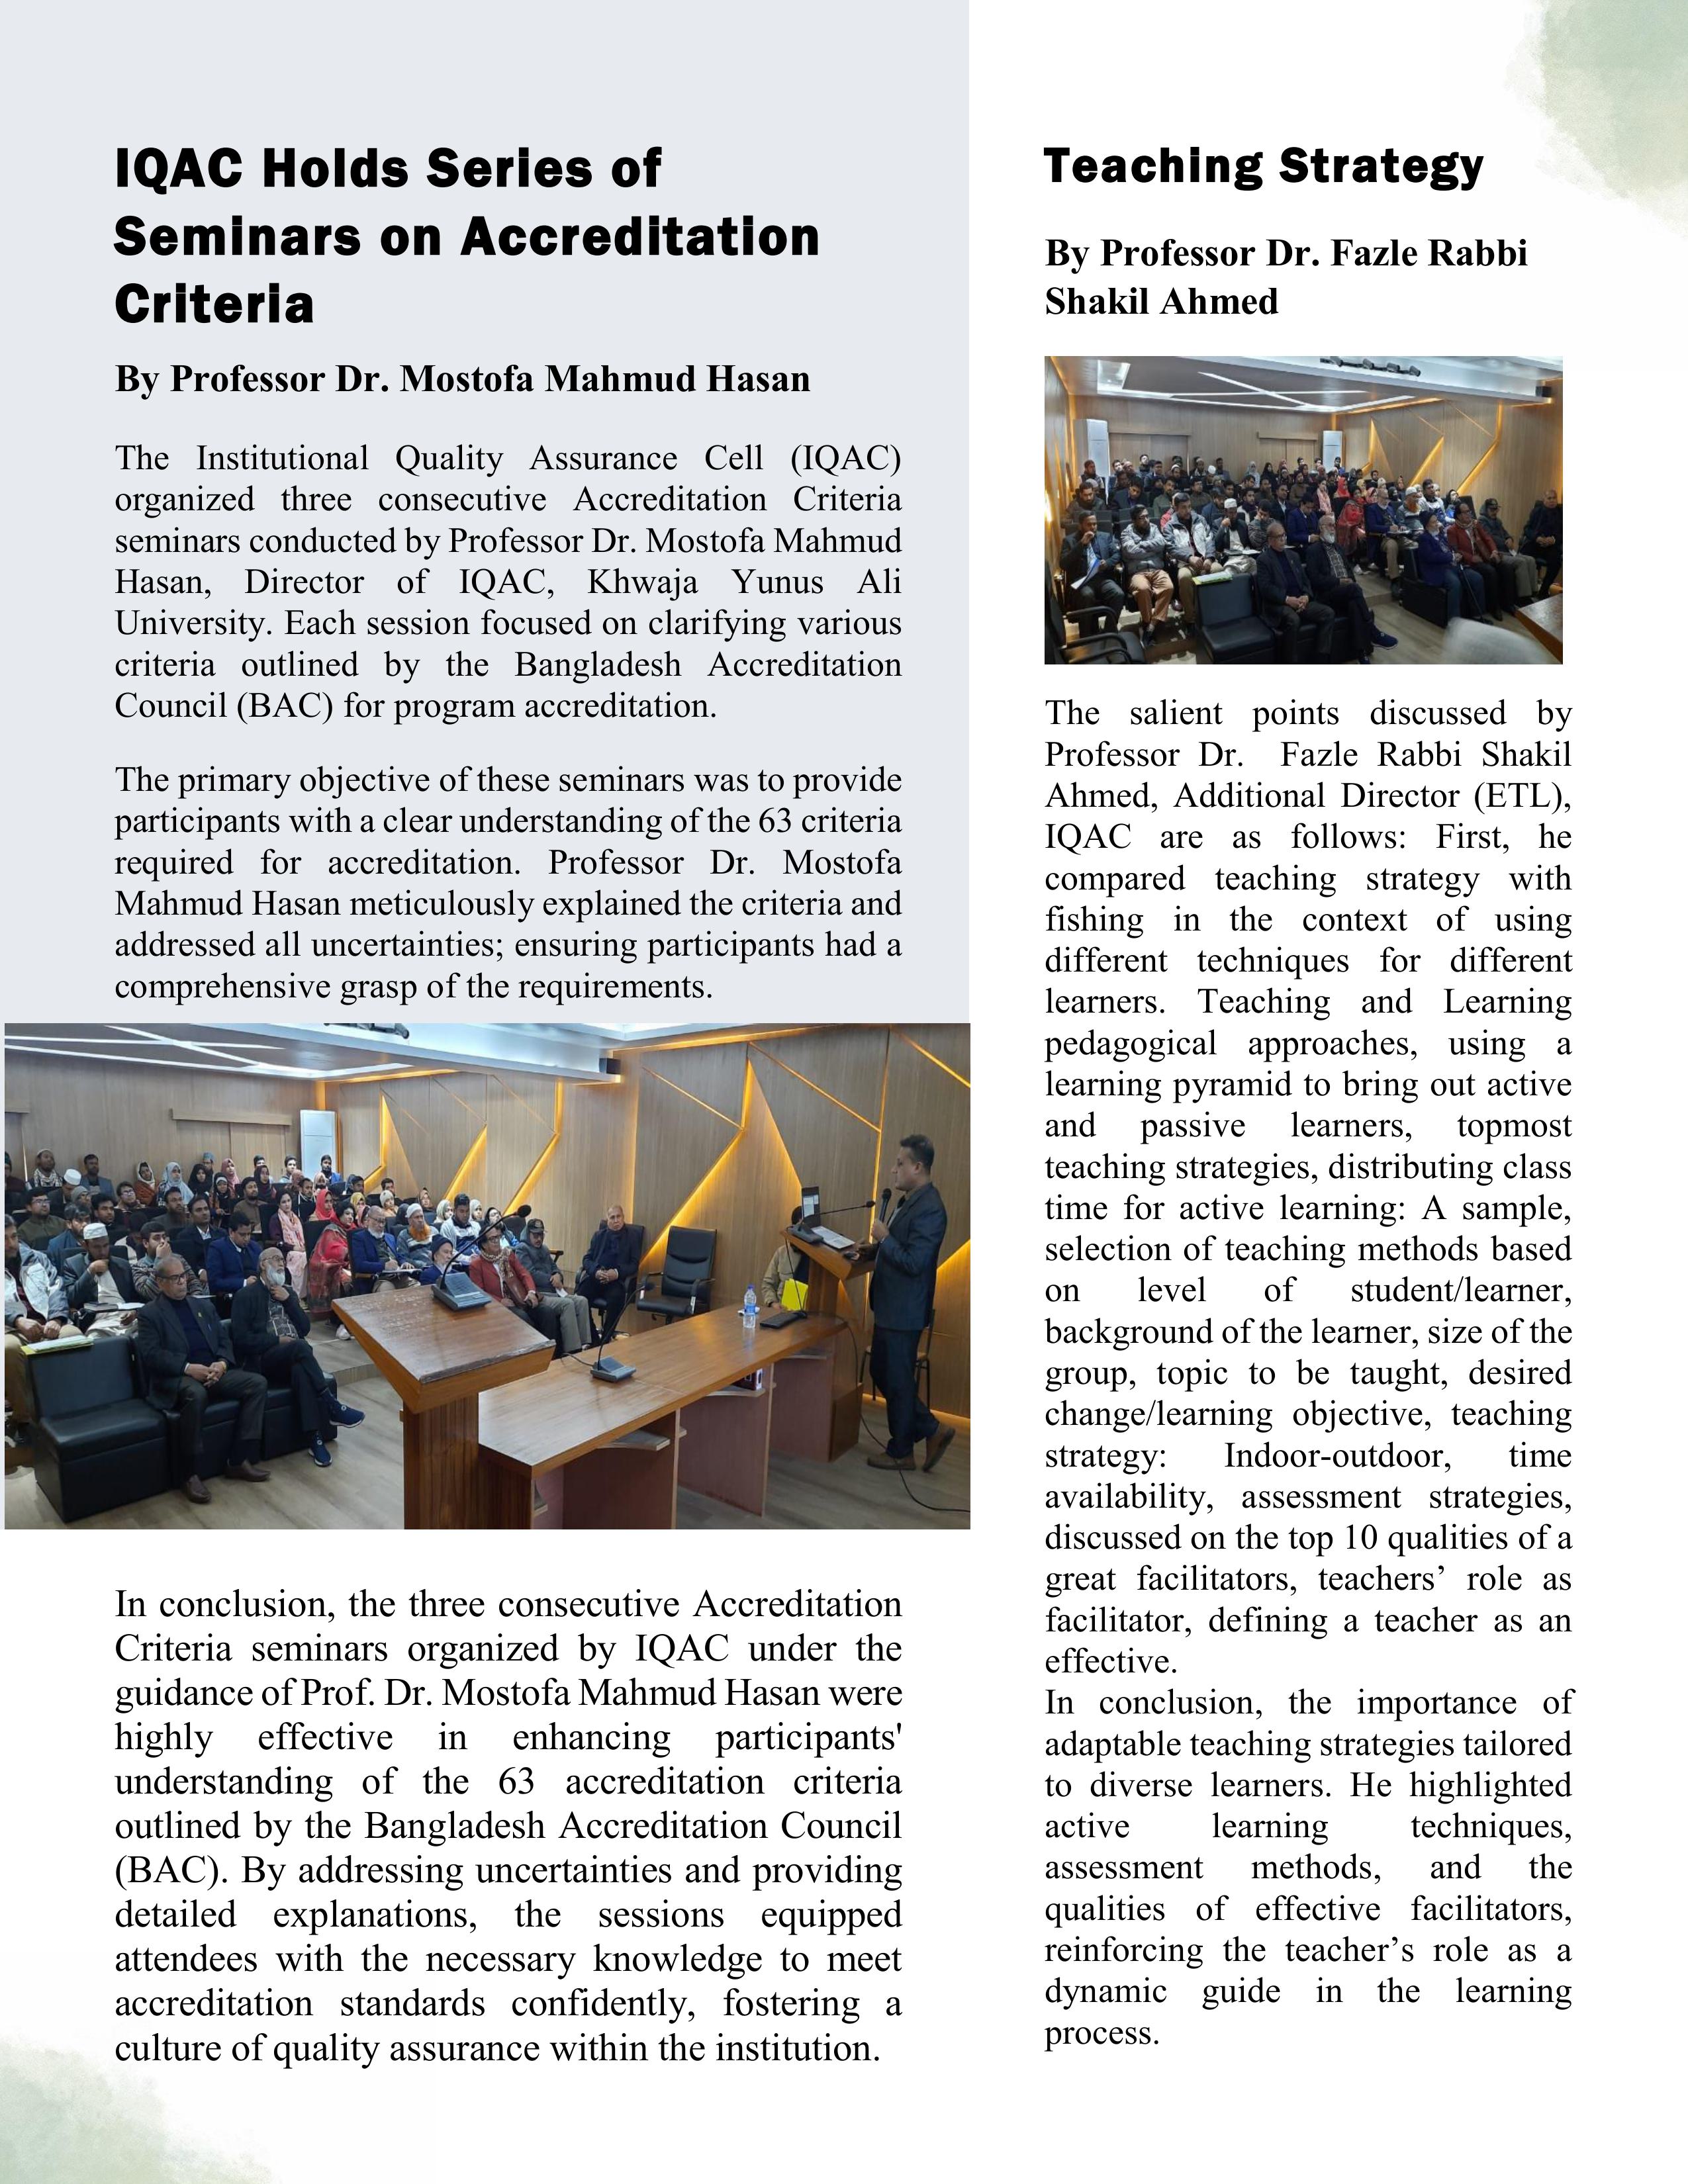 IQAC Holds Series of
Seminars on Accreditation
Criteria
By Professor Dr. Mostofa Mahmud Hasan
The Institutional Quality Assurance Cell (IQAC)
organized three consecutive Accreditation Criteria
seminars conducted by Professor Dr. Mostofa Mahmud
Hasan, Director of IQAC, Khwaja Yunus Ali
University. Each session focused on clarifying various
criteria outlined by the Bangladesh Accreditation
Council (BAC) for program accreditation.
The primary objective of these seminars was to provide
participants with a clear understanding of the 63 criteria
required for accreditation. Professor Dr. Mostofa
Mahmud Hasan meticulously explained the criteria and
addressed all uncertainties; ensuring participants had a
comprehensive grasp of the requirements.
In conclusion, the three consecutive Accreditation
Criteria seminars organized by IQAC under the
guidance of Prof. Dr. Mostofa Mahmud Hasan were
highly effective in enhancing participants'
understanding of the 63 accreditation criteria
outlined by the Bangladesh Accreditation Council
(BAC). By addressing uncertainties and providing
detailed explanations, the sessions equipped
attendees with the necessary knowledge to meet
accreditation standards confidently, fostering a
culture of quality assurance within the institution.
Teaching Strategy
By Professor Dr. Fazle Rabbi
Shakil Ahmed
The salient points discussed by
Professor Dr. Fazle Rabbi Shakil
Ahmed, Additional Director (ETL),
IQAC are as follows: First, he
compared teaching strategy with
fishing in the context of using
different techniques for different
learners. Teaching and Learning
pedagogical approaches, using a
learning pyramid to bring out active
and passive learners, topmost
teaching strategies, distributing class
time for active learning: A sample,
selection of teaching methods based
on level of student/learner,
background of the learner, size of the
group, topic to be taught, desired
change/learning objective, teaching
strategy: Indoor-outdoor, time
availability, assessment strategies,
discussed on the top 10 qualities of a
great facilitators, teachers’ role as
facilitator, defining a teacher as an
effective.
In conclusion, the importance of
adaptable teaching strategies tailored
to diverse learners. He highlighted
active learning techniques,
assessment methods, and the
qualities of effective facilitators,
reinforcing the teacher’s role as a
dynamic guide in the learning
process.